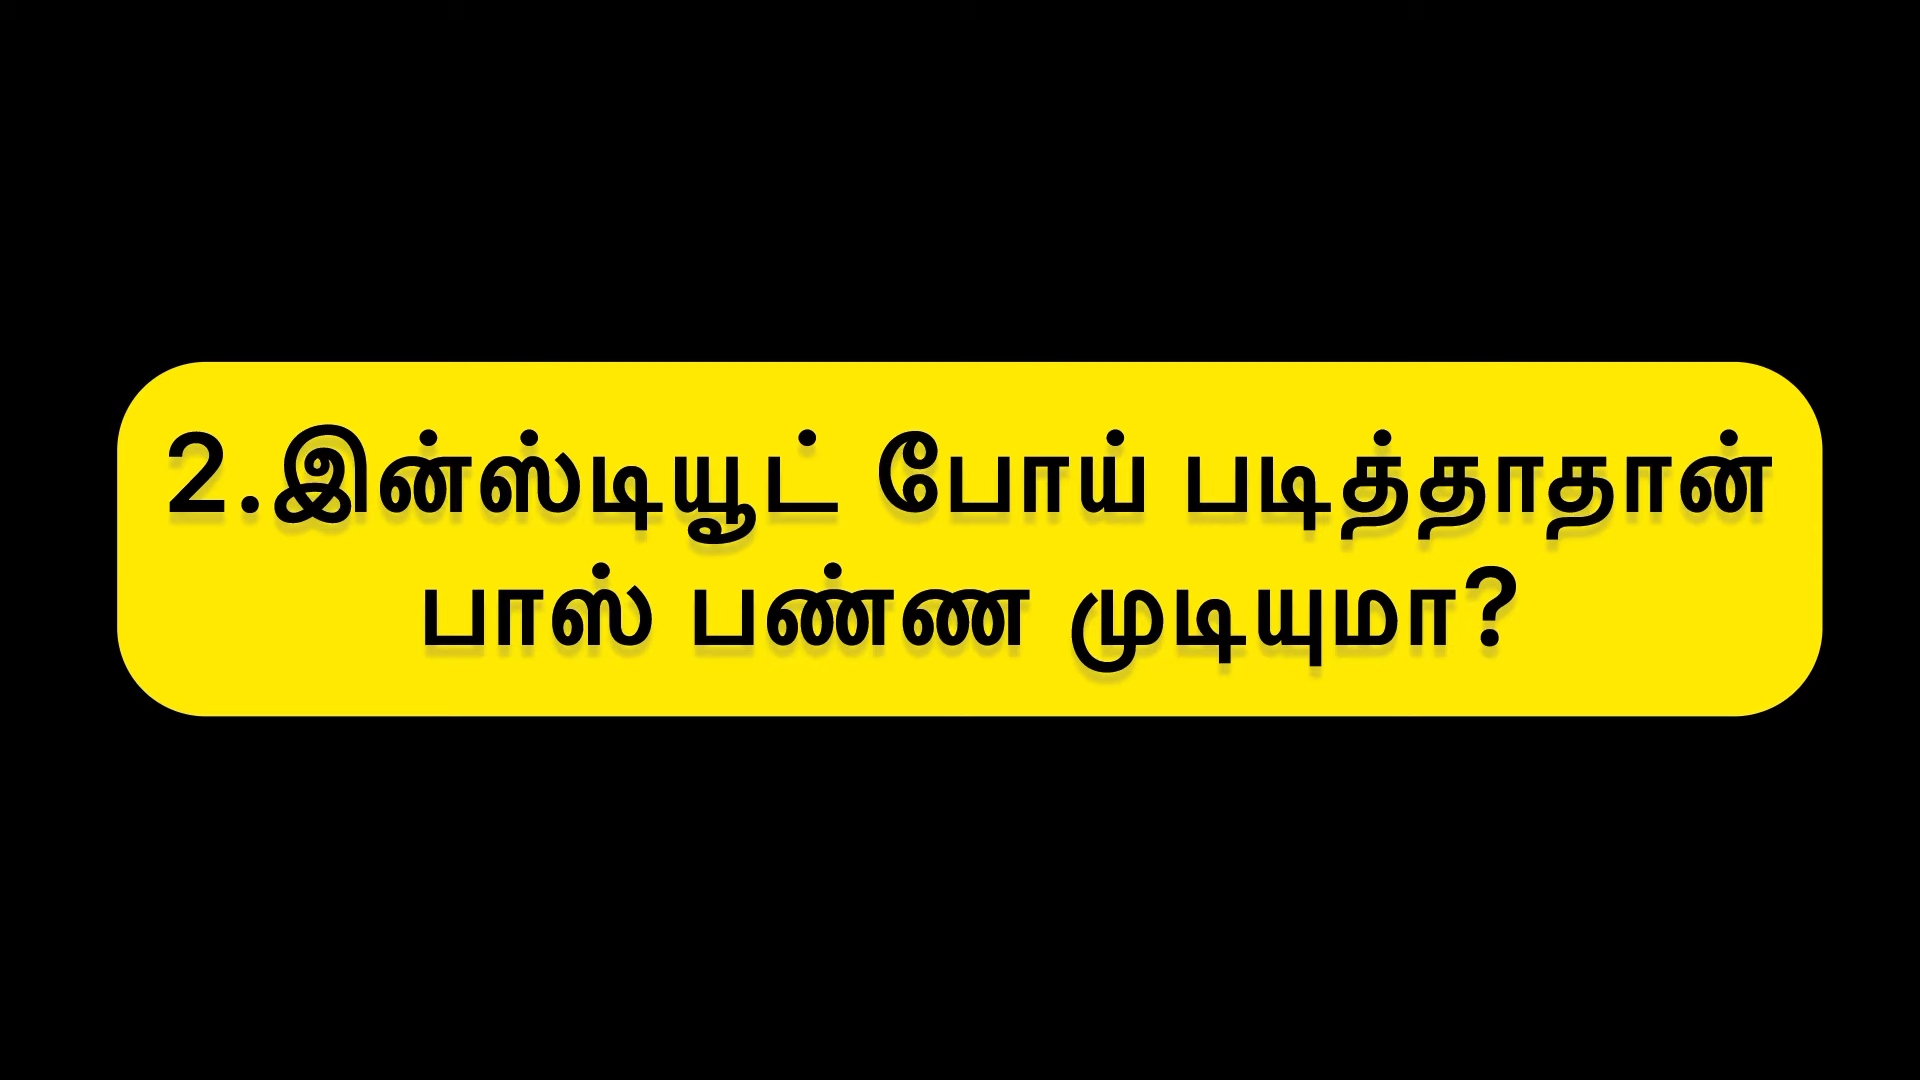 2.இன்ஸ்டியூட் போய் படித்தாதான்
பாஸ் பண்ண முடியுமா?